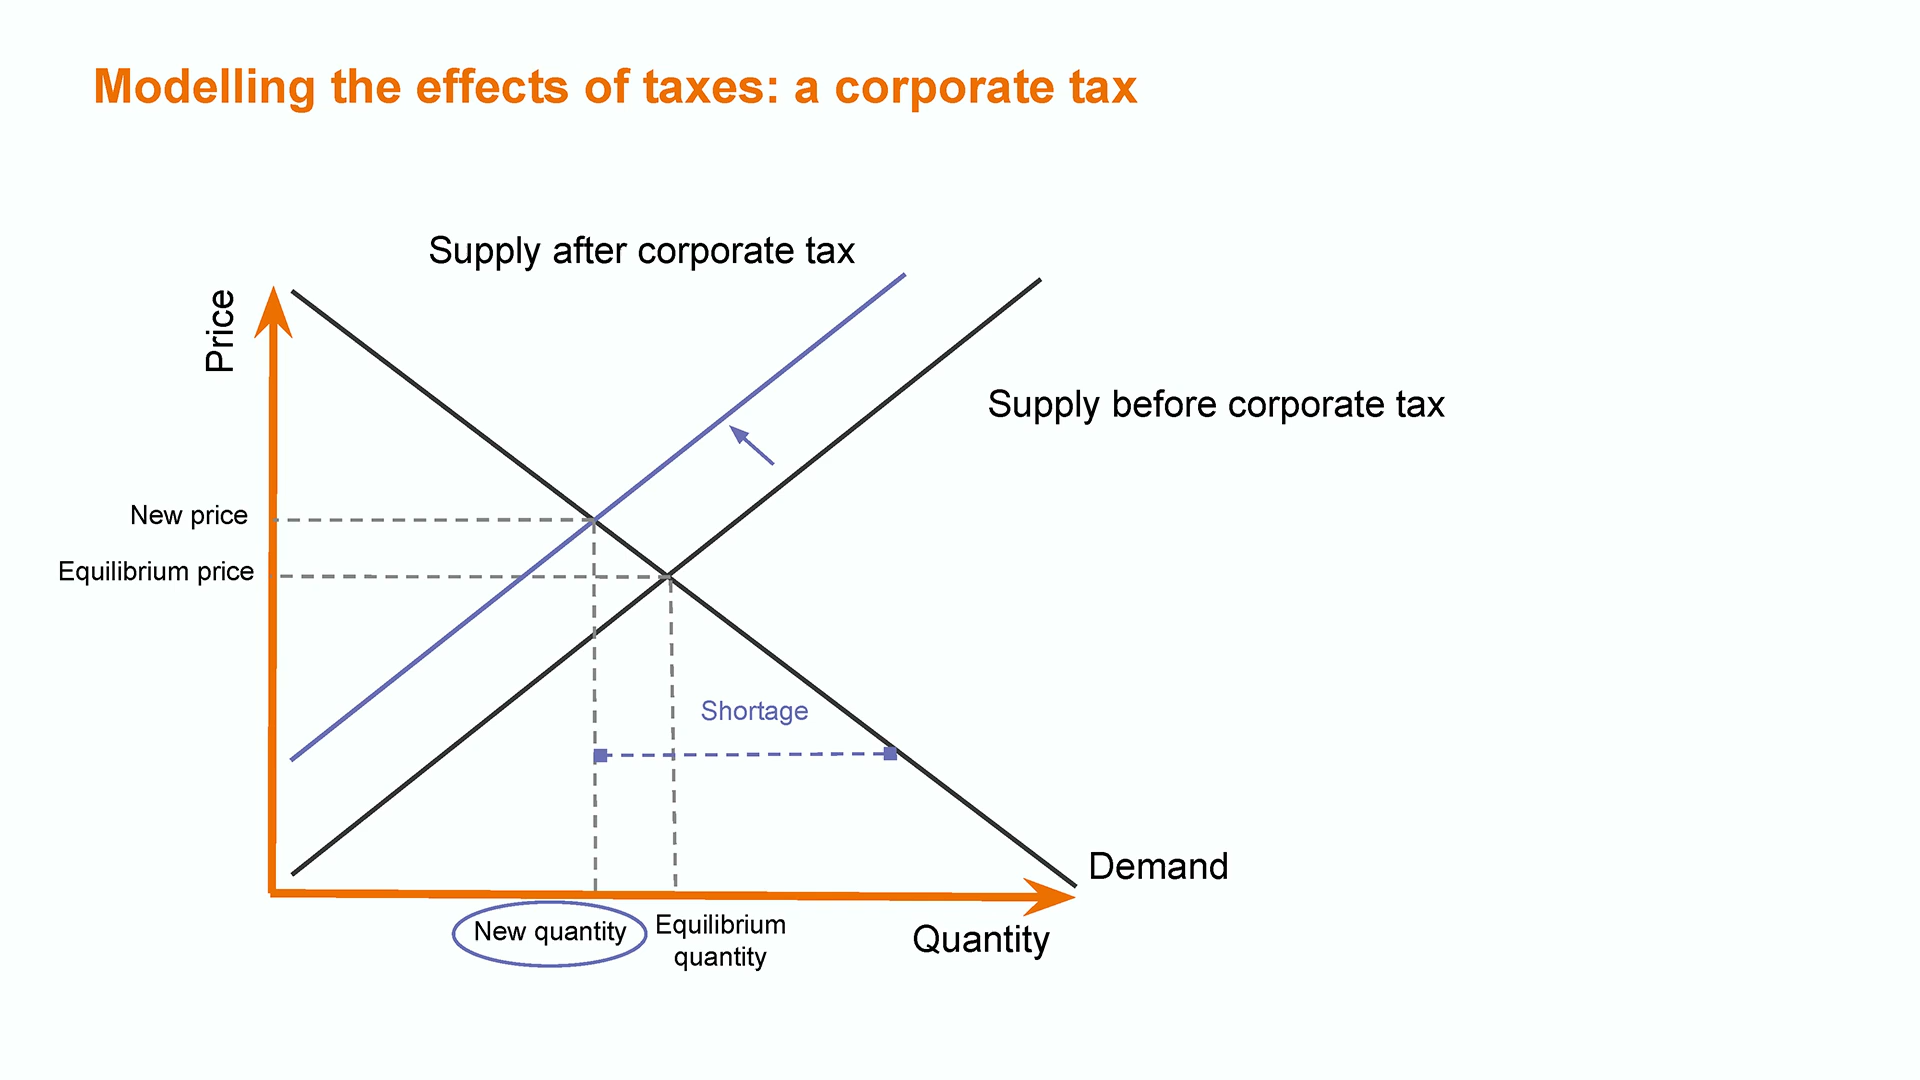 Modelling the effects of taxes: a corporate tax
Supply after corporate tax
Price
Supply before corporate tax
New price
Equilibrium price
Shortage
Demand
New quantity
Equilibrium
quantity
Quantity